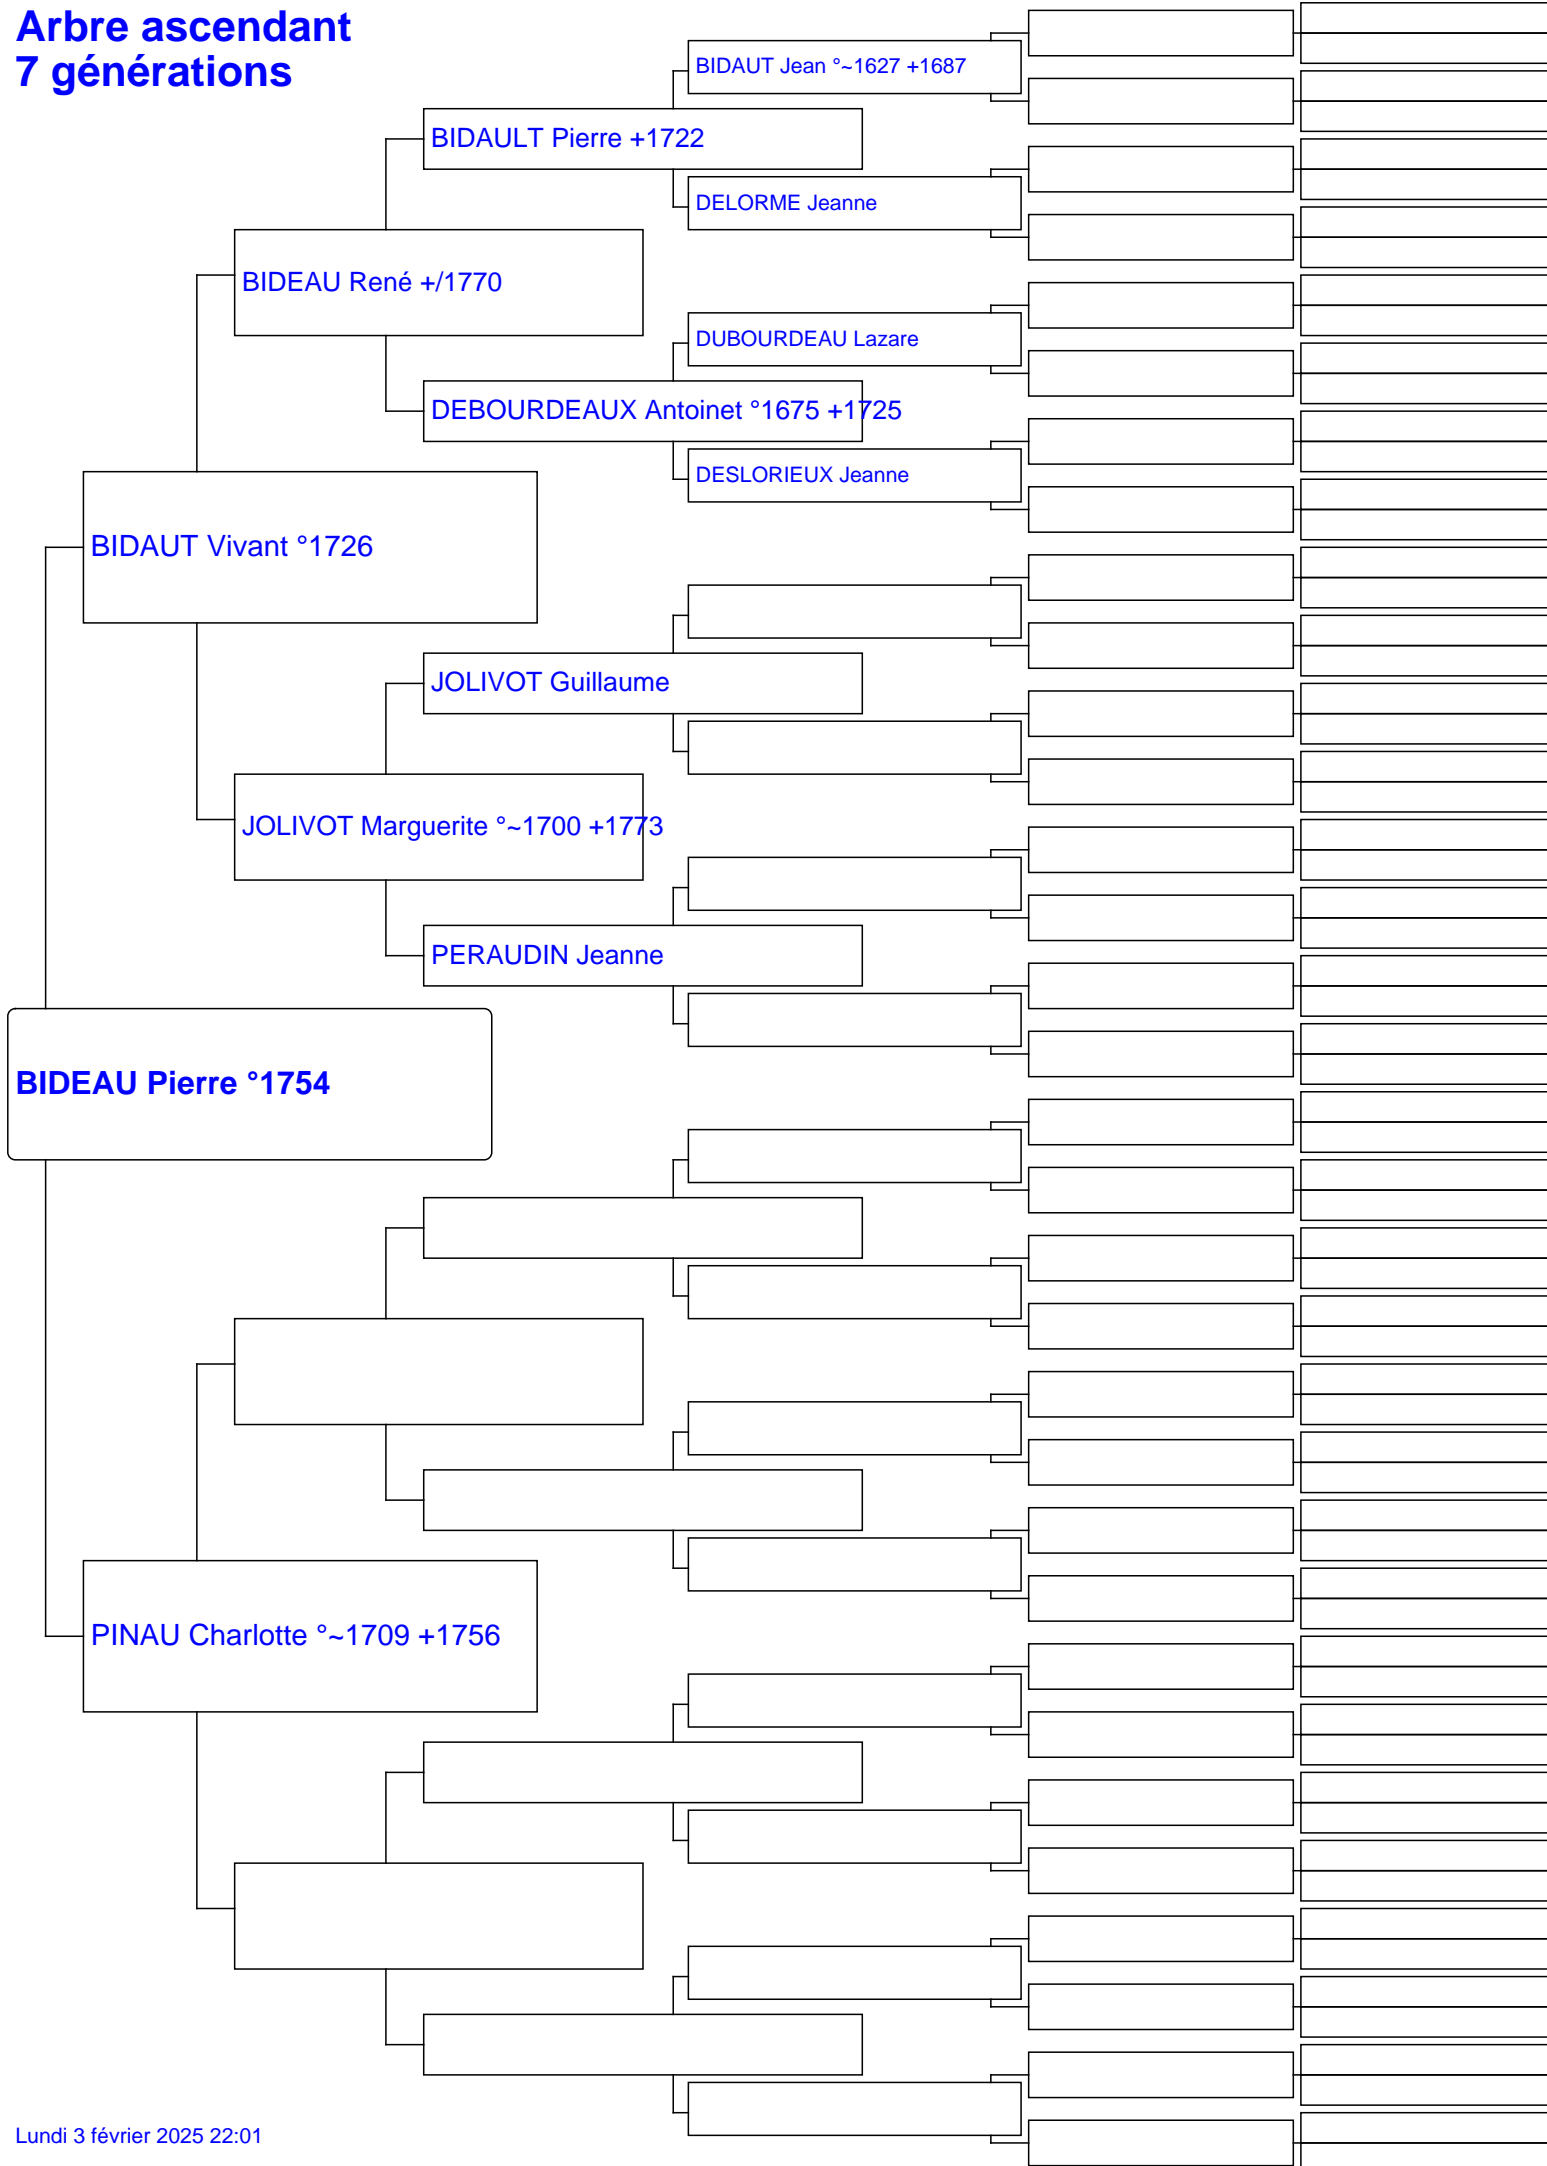 Arbre ascendant
7 générations
BIDAUT Jean °~1627 +1687
BIDAULT Pierre +1722
DELORME Jeanne
BIDEAU René +/1770
DUBOURDEAU Lazare
DEBOURDEAUX Antoinet °1675 +1725
DESLORIEUX Jeanne
BIDAUT Vivant °1726
JOLIVOT Guillaume
JOLIVOT Marguerite °~1700 +1773
PERAUDIN Jeanne
BIDEAU Pierre °1754
PINAU Charlotte °~1709 +1756
Lundi 3 février 2025 22:01